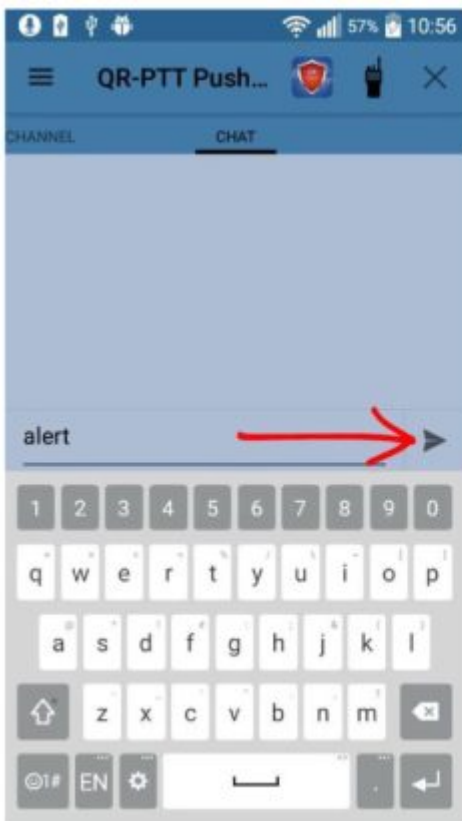 57% 10:56
QR-PTT Push...
CHANNEL CHAT
alert
1 2 3 4 5 6 7 8 9 0
q w e r t y u i o p
a s d f g h j k l
z x c v b n m
☺1# EN .